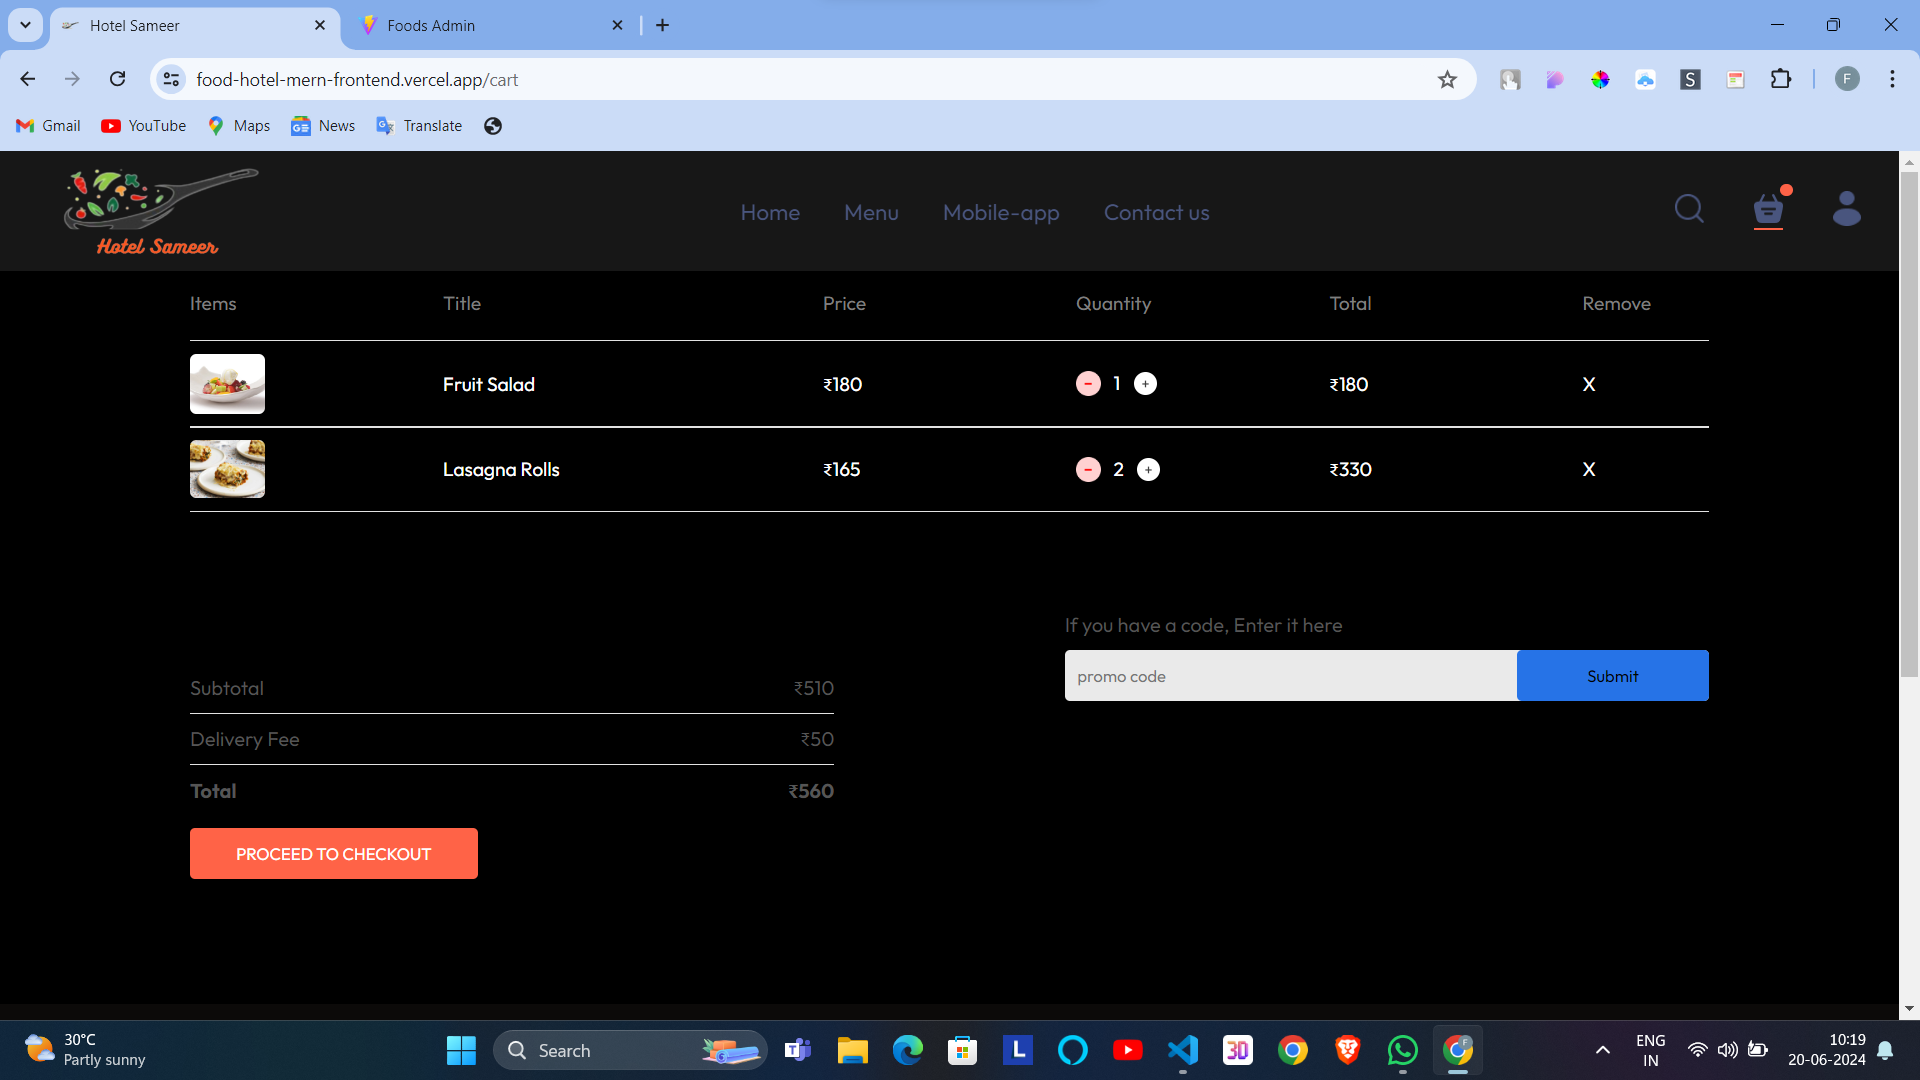 Hotel Sameer
Foods Admin
food-hotel-mern-frontend.vercel.app/cart
S
F
Gmail
YouTube
Maps
News
Translate
Hotel Sameer
Home
Menu
Mobile-app
Contact us
Items
Title
Price
Quantity
Total
Remove
Fruit Salad
₹180
- 1 +
₹180
X
Lasagna Rolls
₹165
- 2 +
₹330
X
If you have a code, Enter it here
promo code
Submit
Subtotal
₹510
Delivery Fee
₹50
Total
₹560
PROCEED TO CHECKOUT
30°C
Partly sunny
Search
L
30
F
ENG
IN
10:19
20-06-2024